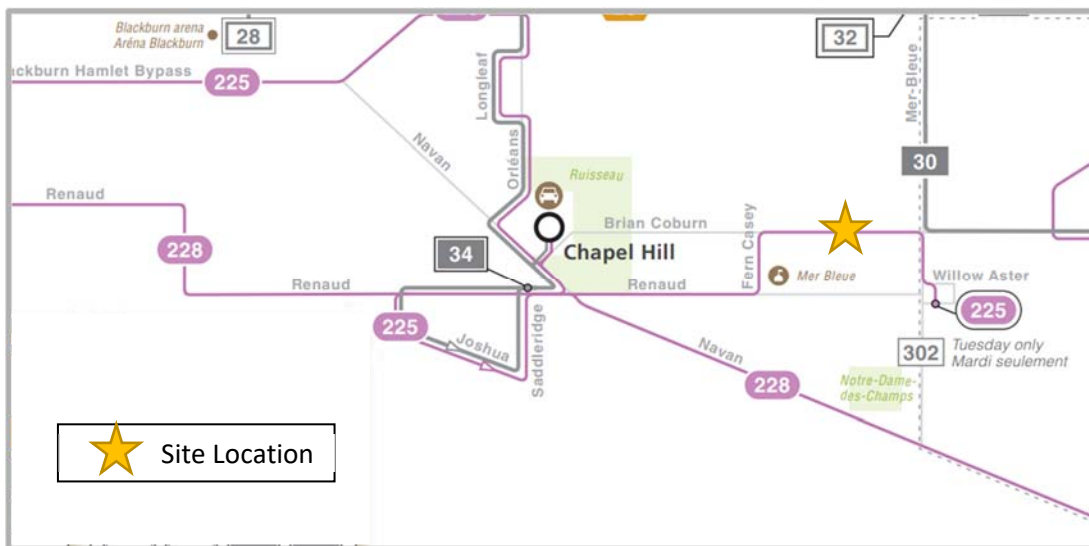 Blackburn arena
Aréna Blackburn
28
32
ckburn Hamlet Bypass
225
Longleaf
Mer-Bleue
Navan
Orléans
30
Ruisseau
Renaud
Brian Coburn
228
34
Chapel Hill
Fern Casey
Mer Bleue
Willow Aster
Renaud
Renaud
225
225
Joshua
Saddleridge
Navan
302
Tuesday only
Mardi seulement
228
Notre-Dame-
des-Champs
Site Location